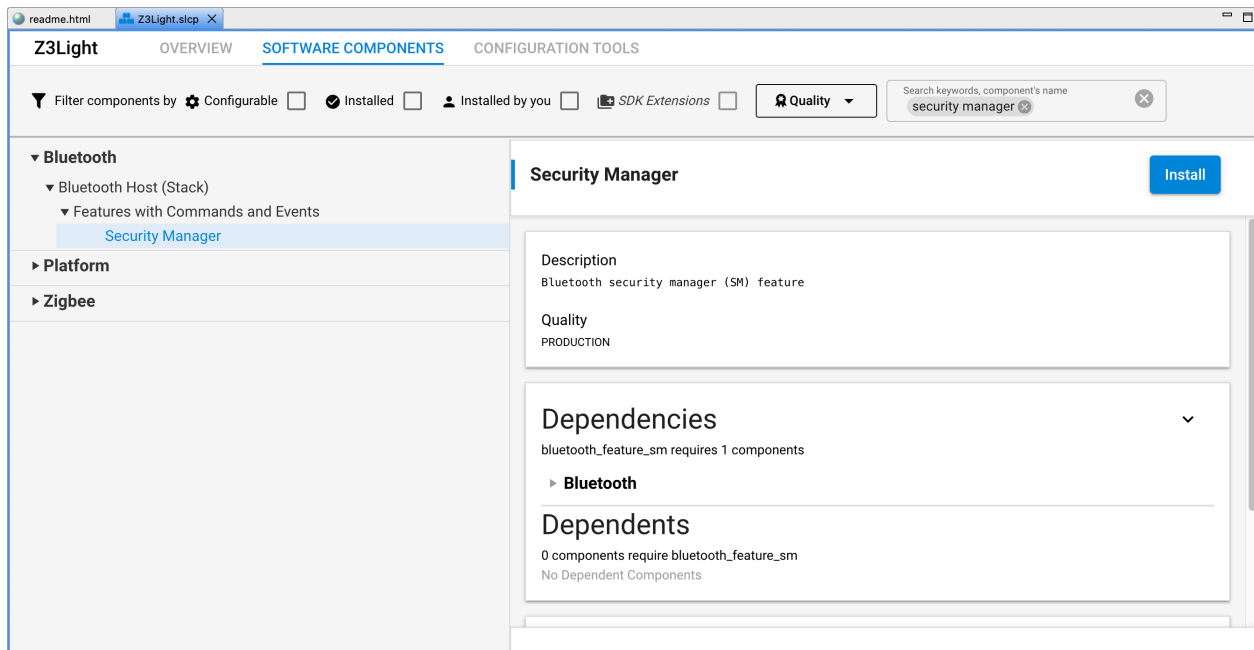 readme.html
Z3Light.slcp
Z3Light
OVERVIEW
SOFTWARE COMPONENTS
CONFIGURATION TOOLS
Filter components by
Configurable
Installed
Installed by you
SDK Extensions
Quality
Search keywords, component's name
security manager
Bluetooth
Bluetooth Host (Stack)
Features with Commands and Events
Security Manager
Platform
Zigbee
Security Manager
Install
Description
Bluetooth security manager (SM) feature
Quality
PRODUCTION
Dependencies
bluetooth_feature_sm requires 1 components
Bluetooth
Dependents
0 components require bluetooth_feature_sm
No Dependent Components